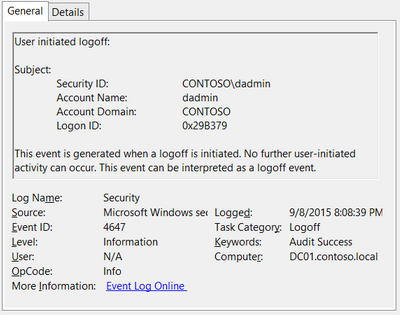 General Details
User initiated logoff:
Subject:
Security ID: CONTOSO\dadmin
Account Name: dadmin
Account Domain: CONTOSO
Logon ID: 0x29B379
This event is generated when a logoff is initiated. No further user-initiated
activity can occur. This event can be interpreted as a logoff event.
Log Name: Security
Source: Microsoft Windows sec Logged: 9/8/2015 8:08:39 PM
Event ID: 4647 Task Category: Logoff
Level: Information Keywords: Audit Success
User: N/A Computer: DC01.contoso.local
OpCode: Info
More Information: Event Log Online